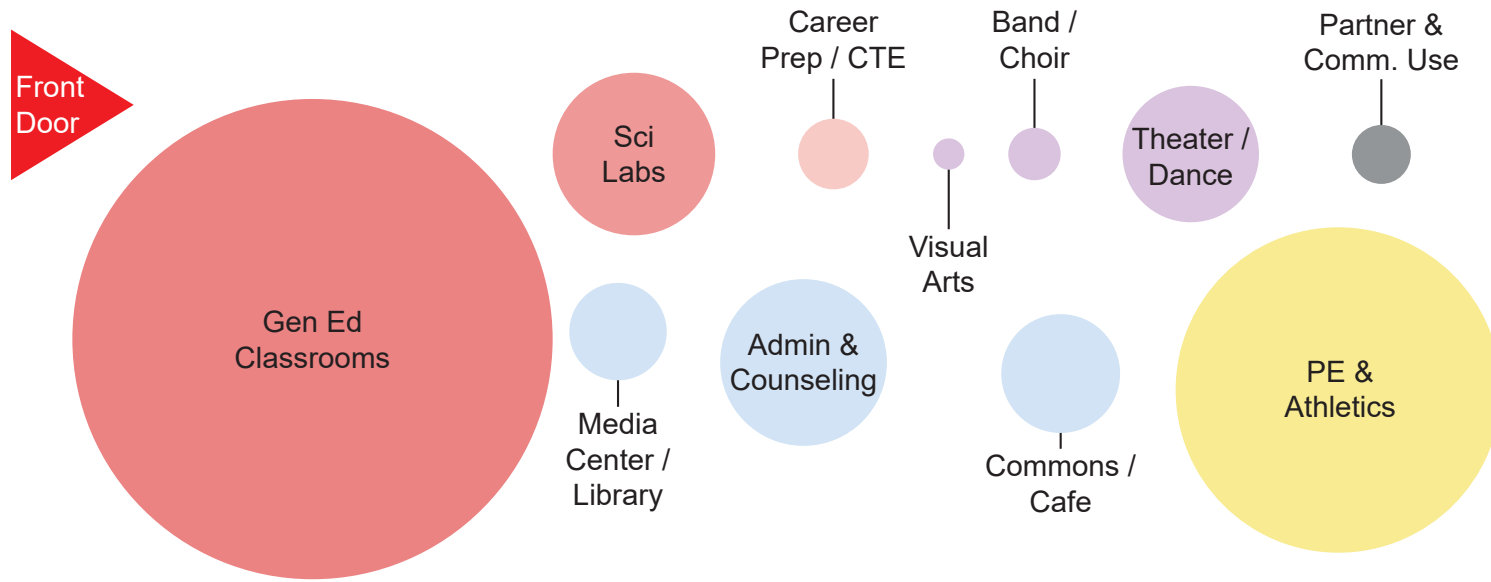 Front
Door
Career
Prep / CTE
Band /
Choir
Partner &
Comm. Use
Sci
Labs
Theater /
Dance
Visual
Arts
Gen Ed
Classrooms
Admin &
Counseling
PE &
Athletics
Media
Center /
Library
Commons /
Cafe